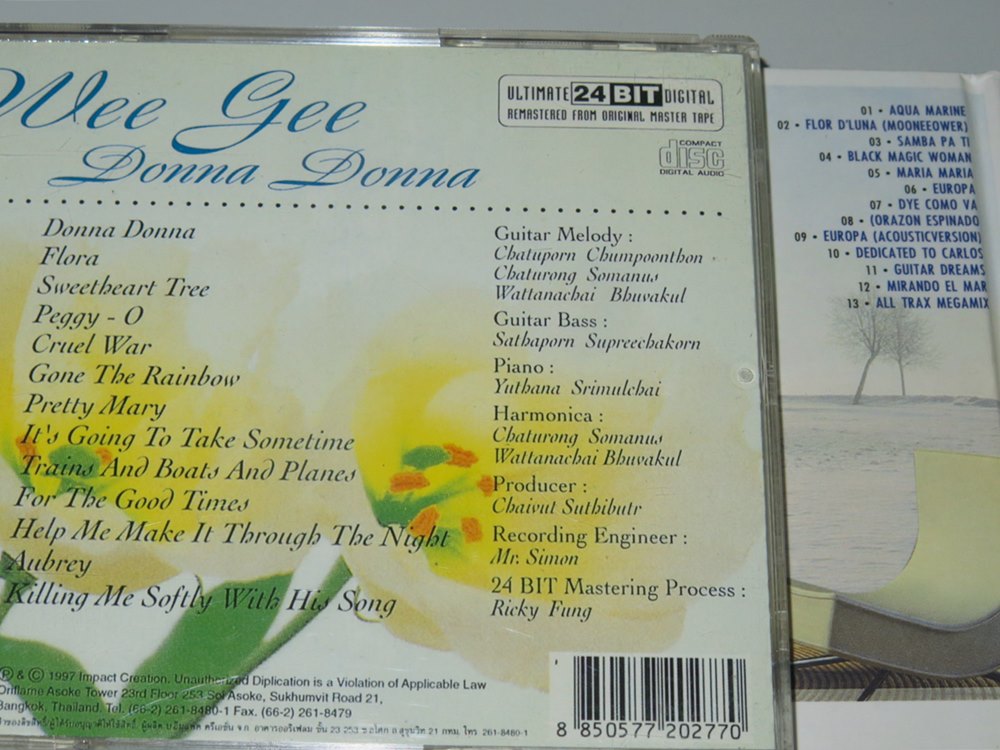 Wee Gee
Donna Donna
ULTIMATE 24 BIT DIGITAL
REMASTERED FROM ORIGINAL MASTER TAPE
COMPACT
disc
DIGITAL AUDIO
Donna Donna
Flora
Sweetheart Tree
Peggy - O
Cruel War
Gone The Rainbow
Pretty Mary
It's Going To Take Sometime
Trains And Boats And Planes
For The Good Times
Help Me Make It Through The Night
Aubrey
Killing Me Softly With His Song
Guitar Melody :
Chatuporn Chumpoonthon
Chaturong Somanus
Wattanachai Bhuvakul
Guitar Bass :
Sathaporn Supreechakorn
Piano :
Yuthana Srimulchai
Harmonica :
Chaturong Somanus
Wattanachai Bhuvakul
Producer :
Chaivut Suthibutr
Recording Engineer :
Mr. Simon
24 BIT Mastering Process :
Ricky Fung
℗ & © 1997 Impact Creation. Unauthorized Diplication is a Violation of Applicable Law
Oriflame Asoke Tower 23rd Floor 253 Soi Asoke, Sukhumvit Road 21,
Bangkok, Thailand. Tel. (66-2) 261-8480-1 Fax. (66-2) 261-8479
8 850577 202770
01 • AQUA MARINE
02 • FLOR D'LUNA (MOONEEOWER)
03 • SAMBA PA TI
04 • BLACK MAGIC WOMAN
05 • MARIA MARIA
06 • EUROPA
07 • DYE COMO VA
08 • (ORAZON ESPINADO
09 • EUROPA (ACOUSTICVERSION)
10 • DEDICATED TO CARLOS
11 • GUITAR DREAMS
12 • MIRANDO EL MAR
13 • ALL TRAX MEGAMIX